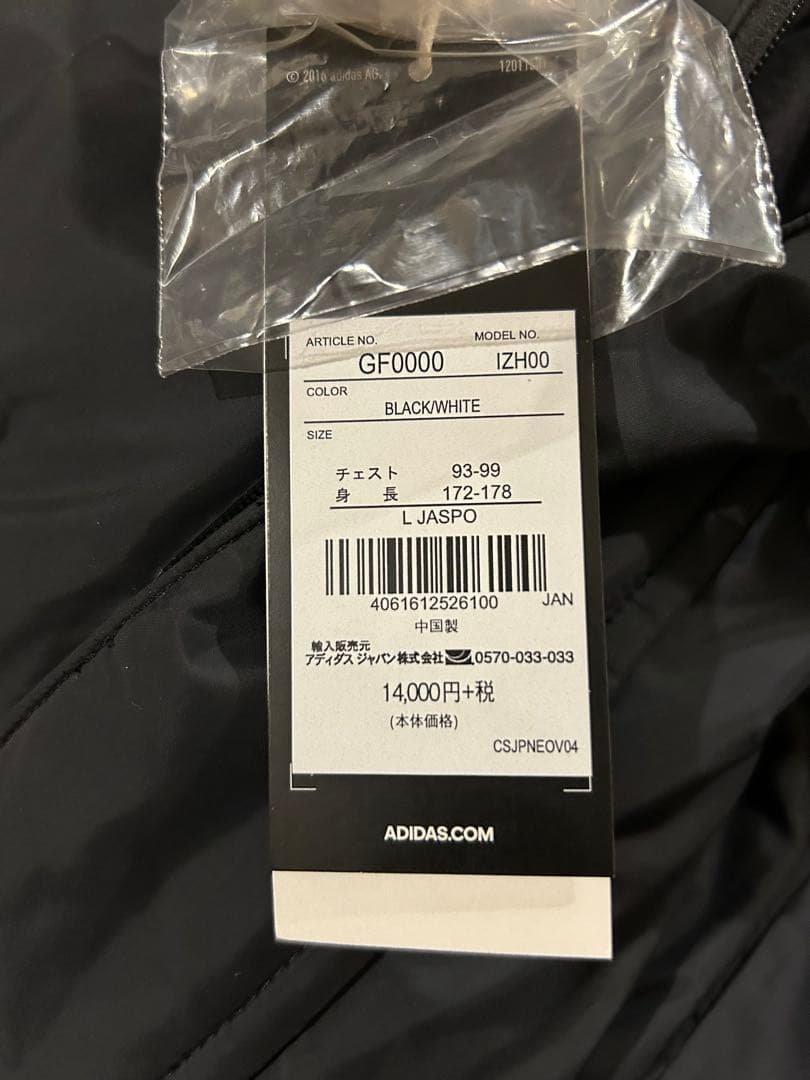 © 2016 adidas AG.
ARTICLE NO. MODEL NO.
GF0000 IZH00
COLOR
BLACK/WHITE
SIZE
チェスト 93-99
身 長 172-178
L JASPO
4061612526100 JAN
中国製
輸入販売元
アディダス ジャパン株式会社 0570-033-033
14,000円+税
(本体価格)
CSJPNEOV04
ADIDAS.COM